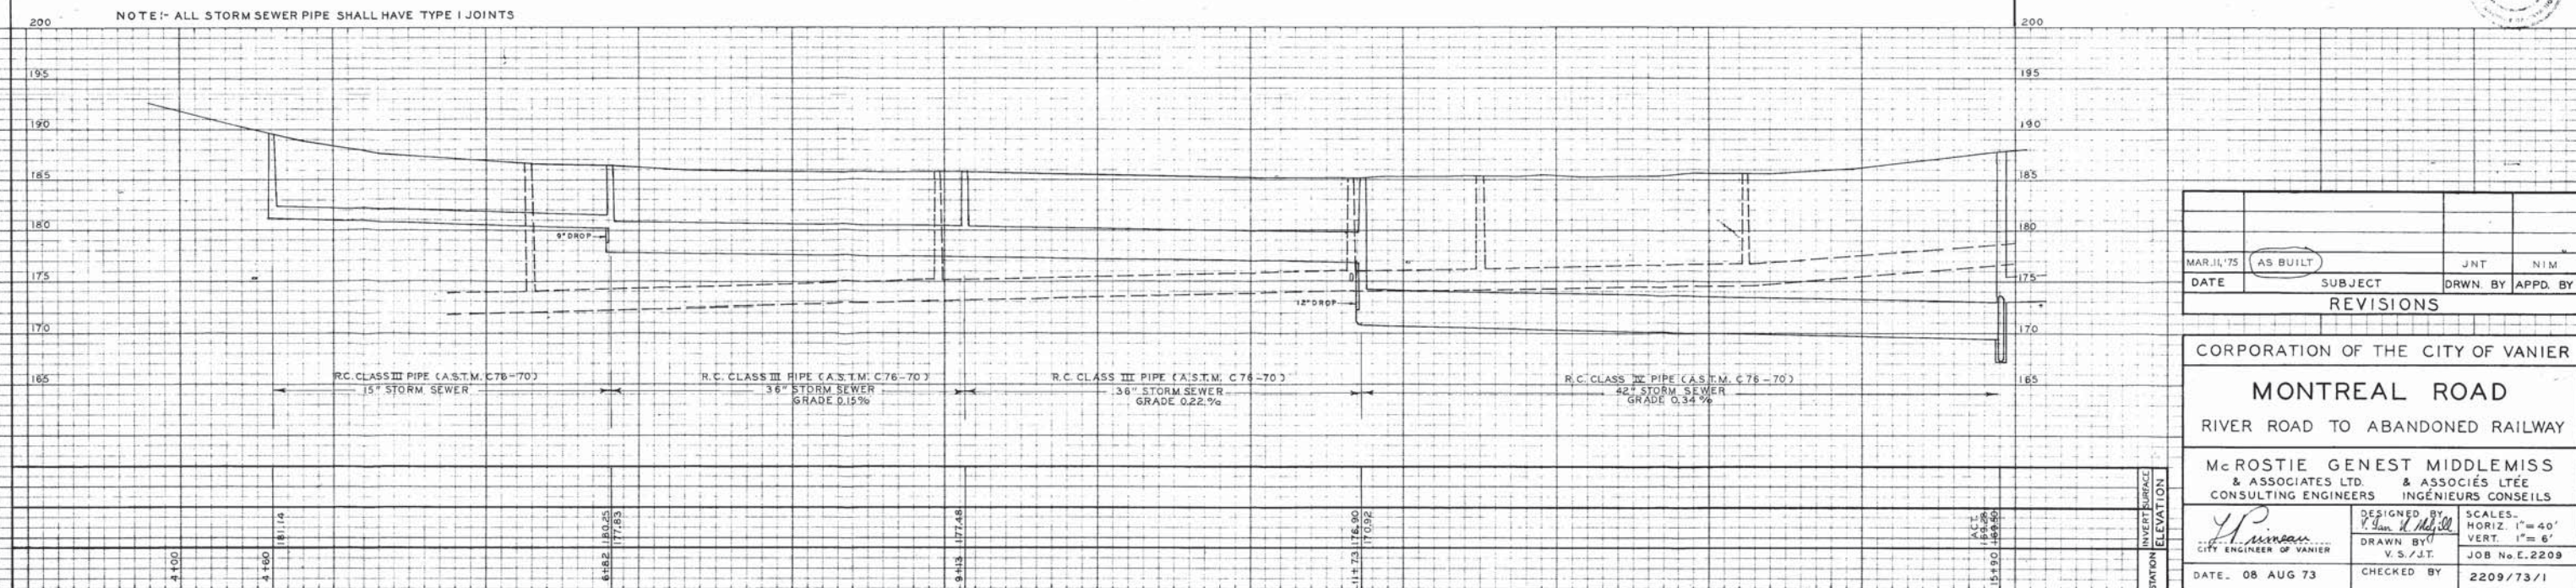 NOTE:- ALL STORM SEWER PIPE SHALL HAVE TYPE I JOINTS
200
195
190
185
180
175
170
165
200
195
190
185
180
175
170
165
9" DROP
12" DROP
R.C. CLASS III PIPE (A.S.T.M. C76-70)
15" STORM SEWER
R.C. CLASS III PIPE (A.S.T.M. C76-70)
36" STORM SEWER
GRADE 0.15%
R.C. CLASS III PIPE (A.S.T.M. C76-70)
36" STORM SEWER
GRADE 0.22%
R.C. CLASS IV PIPE (A.S.T.M. C76-70)
42" STORM SEWER
GRADE 0.34%
4+00
4+60
181.14
6+82
180.25
177.83
9+13
177.48
11+73
176.90
170.92
15+90
ACT.
169.28
169.50
INVERT
SURFACE
ELEVATION
STATION
MAR.11,'75 AS BUILT JNT NIM
DATE SUBJECT DRWN. BY APPD. BY
REVISIONS
CORPORATION OF THE CITY OF VANIER
MONTREAL ROAD
RIVER ROAD TO ABANDONED RAILWAY
McROSTIE GENEST MIDDLEMISS
& ASSOCIATES LTD. & ASSOCIÉS LTÉE
CONSULTING ENGINEERS INGÉNIEURS CONSEILS
CITY ENGINEER OF VANIER
DESIGNED BY
DRAWN BY
V.S./J.T.
SCALES-
HORIZ. 1"=40'
VERT. 1"=6'
JOB No.E.2209
DATE- 08 AUG 73
CHECKED BY
2209/73/1